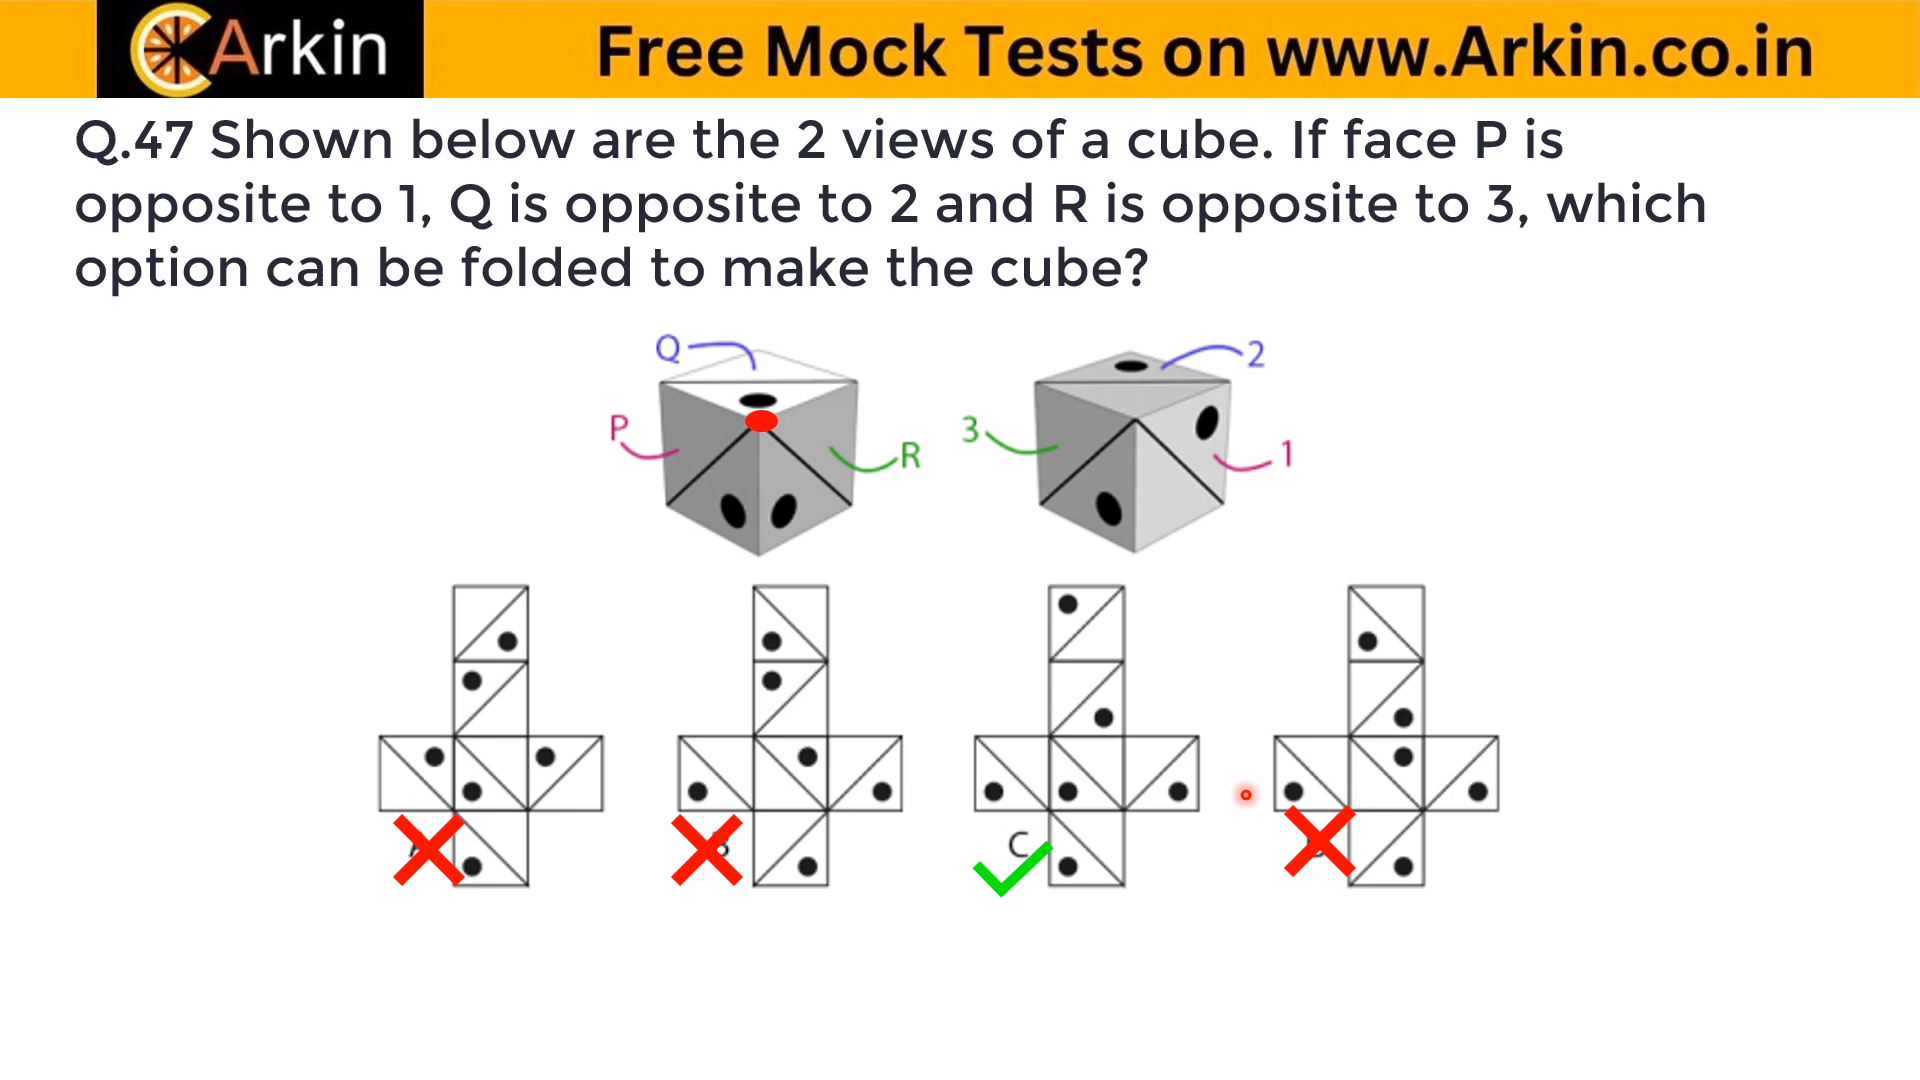 Arkin
Free Mock Tests on www.Arkin.co.in
Q.47 Shown below are the 2 views of a cube. If face P is
opposite to 1, Q is opposite to 2 and R is opposite to 3, which
option can be folded to make the cube?
Q
2
P
R
3
1
C